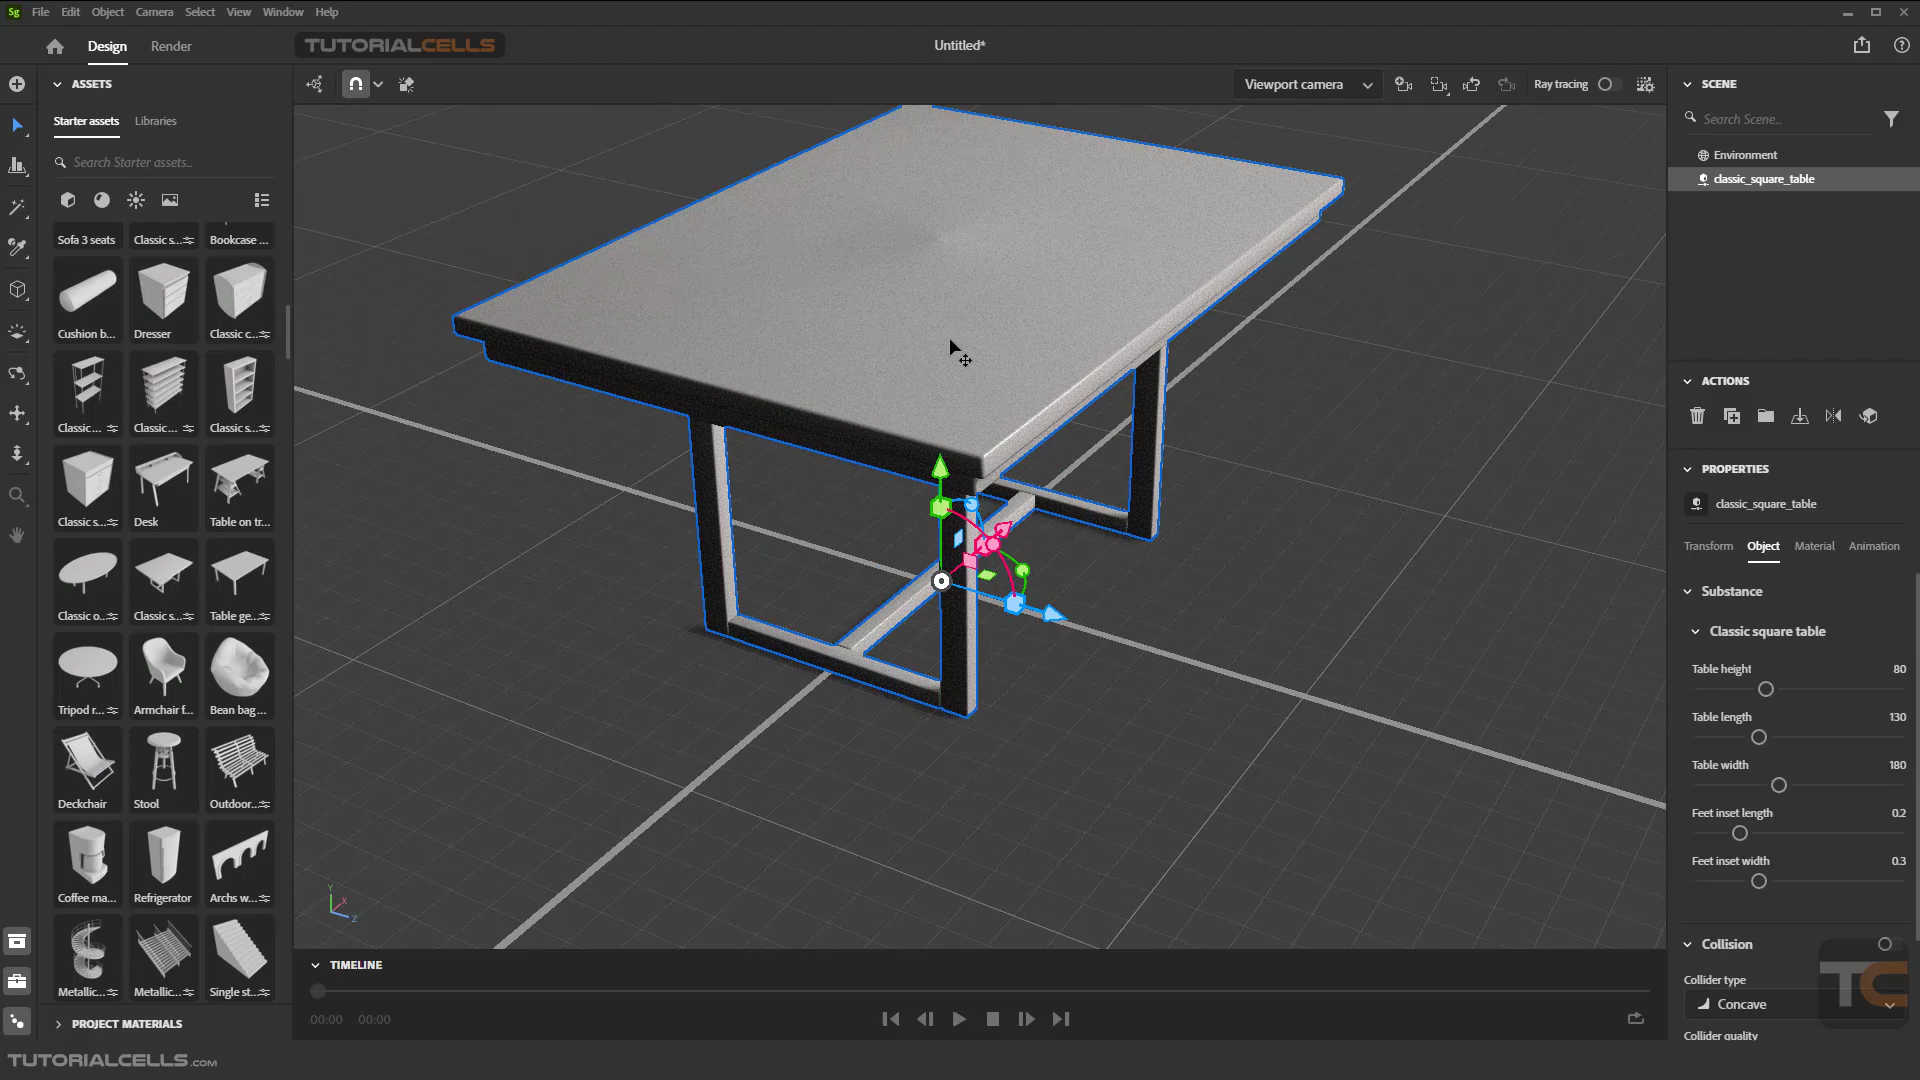 Sg File Edit Object Camera Select View Window Help
Design Render TUTORIALCELLS Untitled*
ASSETS
Starter assets Libraries
Search Starter assets...
Sofa 3 seats Classic s... Bookcase ...
Cushion b... Dresser Classic c...
Classic... Classic ... Classic s...
Classic s... Desk Table on tr...
Classic o... Classic s... Table ge...
Tripod r... Armchair f... Bean bag ...
Deckchair Stool Outdoor...
Coffee ma... Refrigerator Archs w...
Metallic... Metallic... Single st...
PROJECT MATERIALS
TUTORIALCELLS.COM
Viewport camera Ray tracing
Y X Z
TIMELINE
00:00 00:00
SCENE
Search Scene...
Environment
classic_square_table
ACTIONS
PROPERTIES
classic_square_table
Transform Object Material Animation
Substance
Classic square table
Table height 80
Table length 130
Table width 180
Feet inset length 0.2
Feet inset width 0.3
Collision
Collider type
Concave
TC
Collider quality